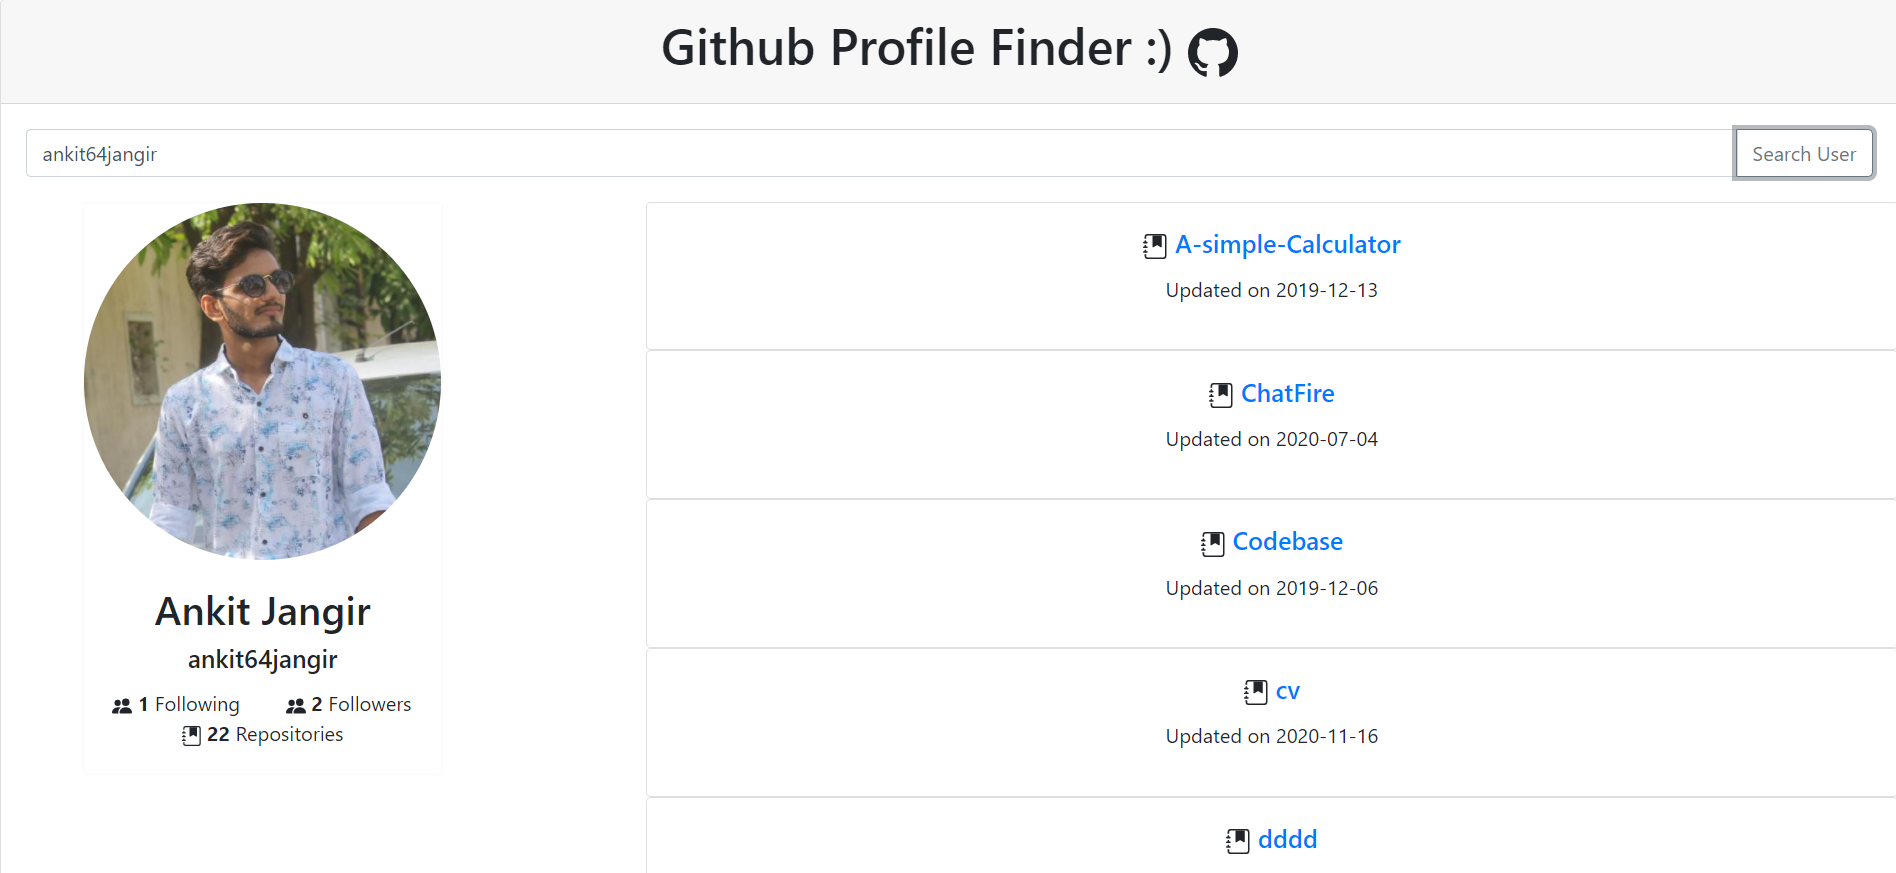 Github Profile Finder :)
ankit64jangir
Search User
Ankit Jangir
ankit64jangir
1 Following
2 Followers
22 Repositories
A-simple-Calculator
Updated on 2019-12-13
ChatFire
Updated on 2020-07-04
Codebase
Updated on 2019-12-06
cv
Updated on 2020-11-16
dddd